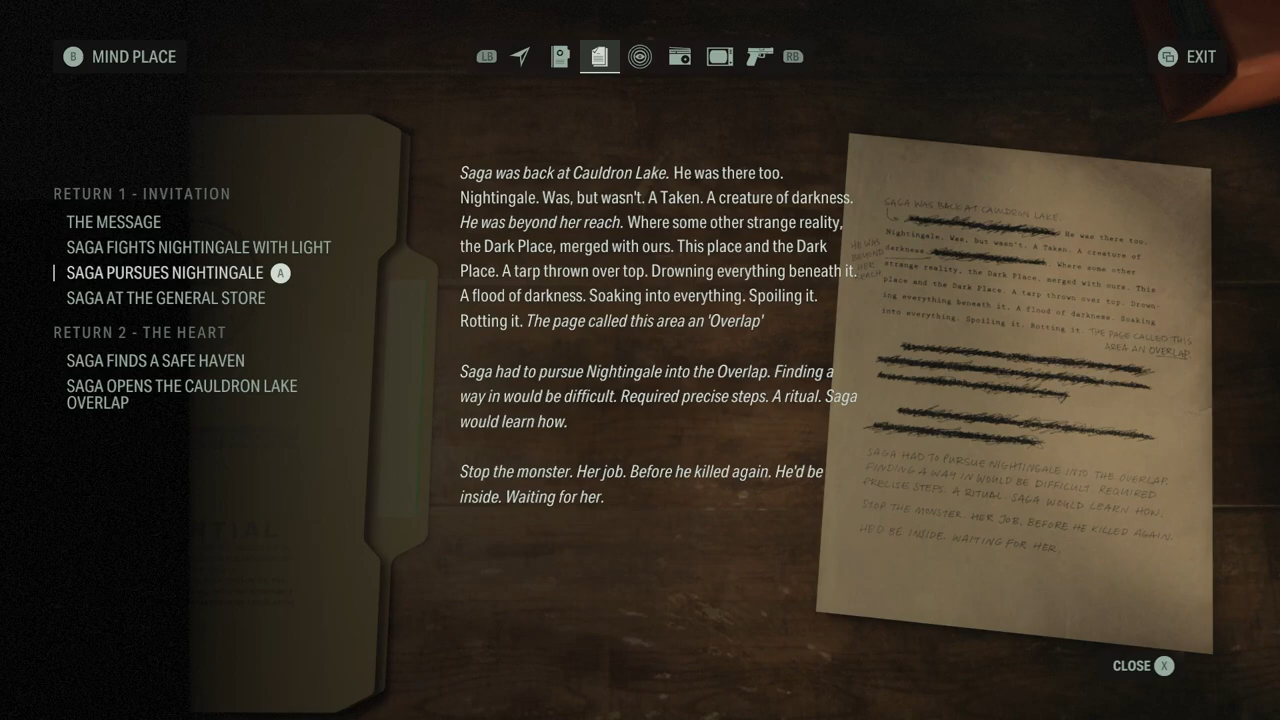 B MIND PLACE
LB
RB
EXIT
RETURN 1 - INVITATION
THE MESSAGE
SAGA FIGHTS NIGHTINGALE WITH LIGHT
SAGA PURSUES NIGHTINGALE A
SAGA AT THE GENERAL STORE
RETURN 2 - THE HEART
SAGA FINDS A SAFE HAVEN
SAGA OPENS THE CAULDRON LAKE
OVERLAP
NTIAL
Saga was back at Cauldron Lake. He was there too.
Nightingale. Was, but wasn't. A Taken. A creature of darkness.
He was beyond her reach. Where some other strange reality,
the Dark Place, merged with ours. This place and the Dark
Place. A tarp thrown over top. Drowning everything beneath it.
A flood of darkness. Soaking into everything. Spoiling it.
Rotting it. The page called this area an 'Overlap'
Saga had to pursue Nightingale into the Overlap. Finding a
way in would be difficult. Required precise steps. A ritual. Saga
would learn how.
Stop the monster. Her job. Before he killed again. He'd be
inside. Waiting for her.
SAGA WAS BACK AT CAULDRON LAKE.
He was there too.
Nightingale. Was, but wasn't. A Taken. A creature of
HE WAS
BEYOND
HER
REACH
darkness. Where some other
strange reality, the Dark Place, merged with ours. This
place and the Dark Place. A tarp thrown over top. Drown-
ing everything beneath it. A flood of darkness. Soaking
into everything. Spoiling it. Rotting it. THE PAGE CALLED THIS
AREA AN OVERLAP
SAGA HAD TO PURSUE NIGHTINGALE INTO THE OVERLAP.
FINDING A WAY IN WOULD BE DIFFICULT. REQUIRED
PRECISE STEPS. A RITUAL. SAGA WOULD LEARN HOW.
STOP THE MONSTER. HER JOB. BEFORE HE KILLED AGAIN.
HE'D BE INSIDE. WAITING FOR HER.
CLOSE X